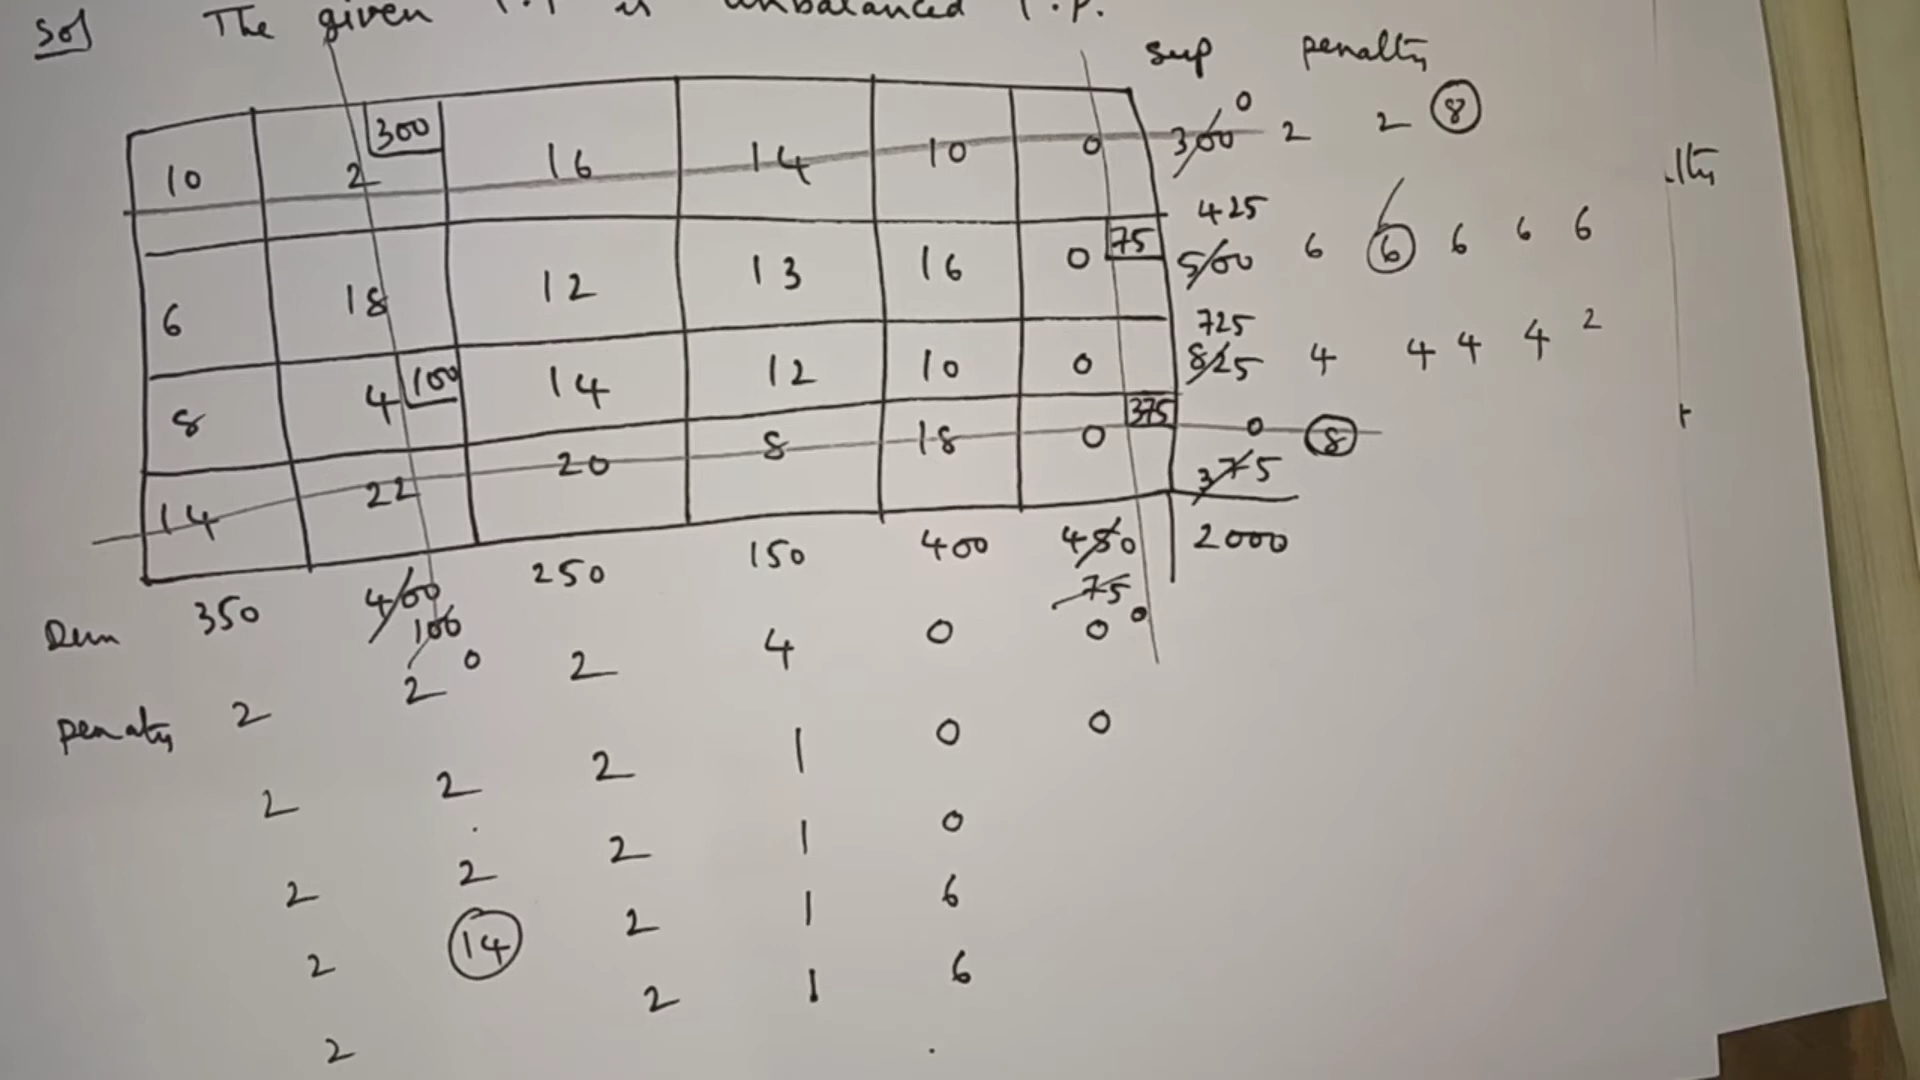 Sol The given T.P is unbalanced T.P.
sup penalty
10 2 300 16 14 10 0 300 0 2 2 8
425
6 18 12 13 16 0 75 500 6 6 6 6 6
725
8 4 100 14 12 10 0 825 4 4 4 4 2
14 22 20 8 18 0 375 375 0 8
Dem 350 400 250 150 400 450 2000
100 75
0 0
penalty 2 2 2 4 0 0
2 2 2 1 0 0
2 2 2 1 0
2 14 2 1 6
2 2 1 6
lty